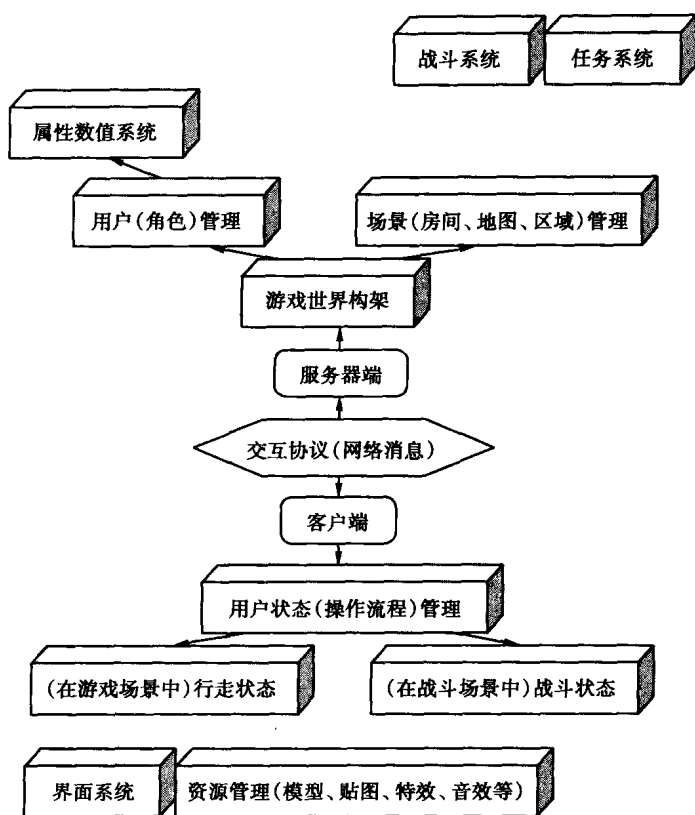 战斗系统
任务系统
属性数值系统
用户(角色)管理
场景(房间、地图、区域)管理
游戏世界构架
服务器端
交互协议(网络消息)
客户端
用户状态(操作流程)管理
(在游戏场景中)行走状态
(在战斗场景中)战斗状态
界面系统
资源管理(模型、贴图、特效、音效等)